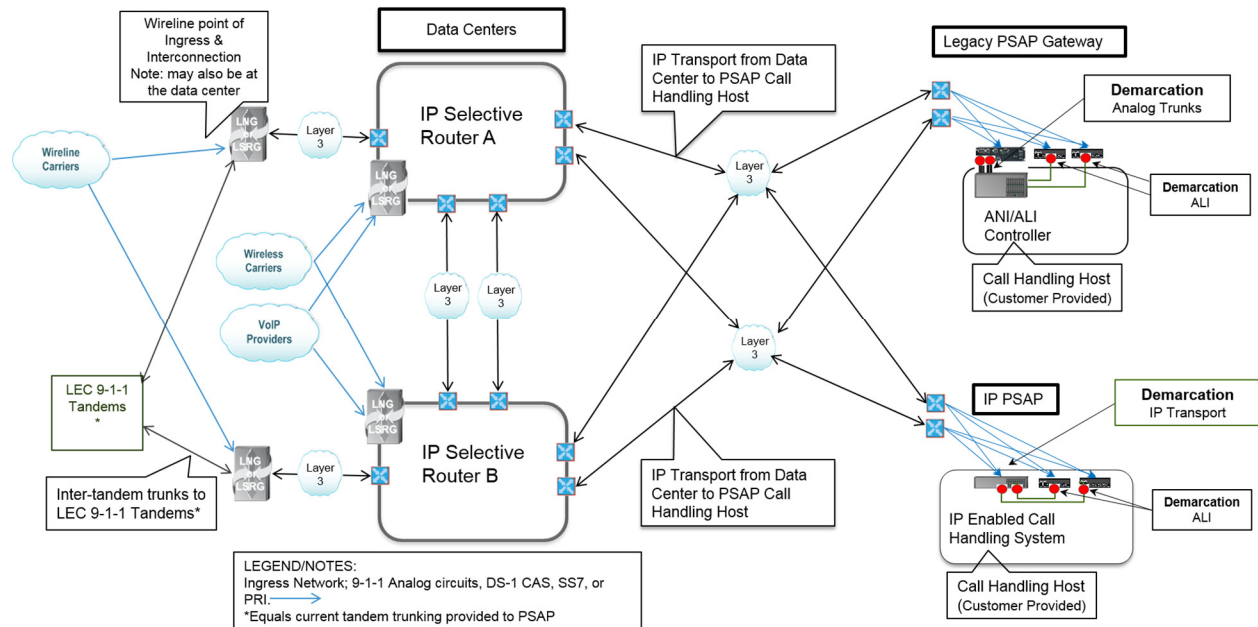 Wireline point of
Ingress &
Interconnection
Note: may also be at
the data center
Data Centers
IP Transport from Data
Center to PSAP Call
Handling Host
Legacy PSAP Gateway
Demarcation
Analog Trunks
LNG
or
LSRG
Layer
3
IP Selective
Router A
Wireline
Carriers
LNG
or
LSRG
Layer
3
Demarcation
ALI
ANI/ALI
Controller
Wireless
Carriers
Call Handling Host
(Customer Provided)
Layer
3
Layer
3
VoIP
Providers
Layer
3
LEC 9-1-1
Tandems
*
LNG
or
LSRG
IP PSAP
Demarcation
IP Transport
LNG
or
LSRG
Layer
3
IP Selective
Router B
IP Transport from Data
Center to PSAP Call
Handling Host
Inter-tandem trunks to
LEC 9-1-1 Tandems*
Demarcation
ALI
IP Enabled Call
Handling System
Call Handling Host
(Customer Provided)
LEGEND/NOTES:
Ingress Network; 9-1-1 Analog circuits, DS-1 CAS, SS7, or
PRI.
*Equals current tandem trunking provided to PSAP